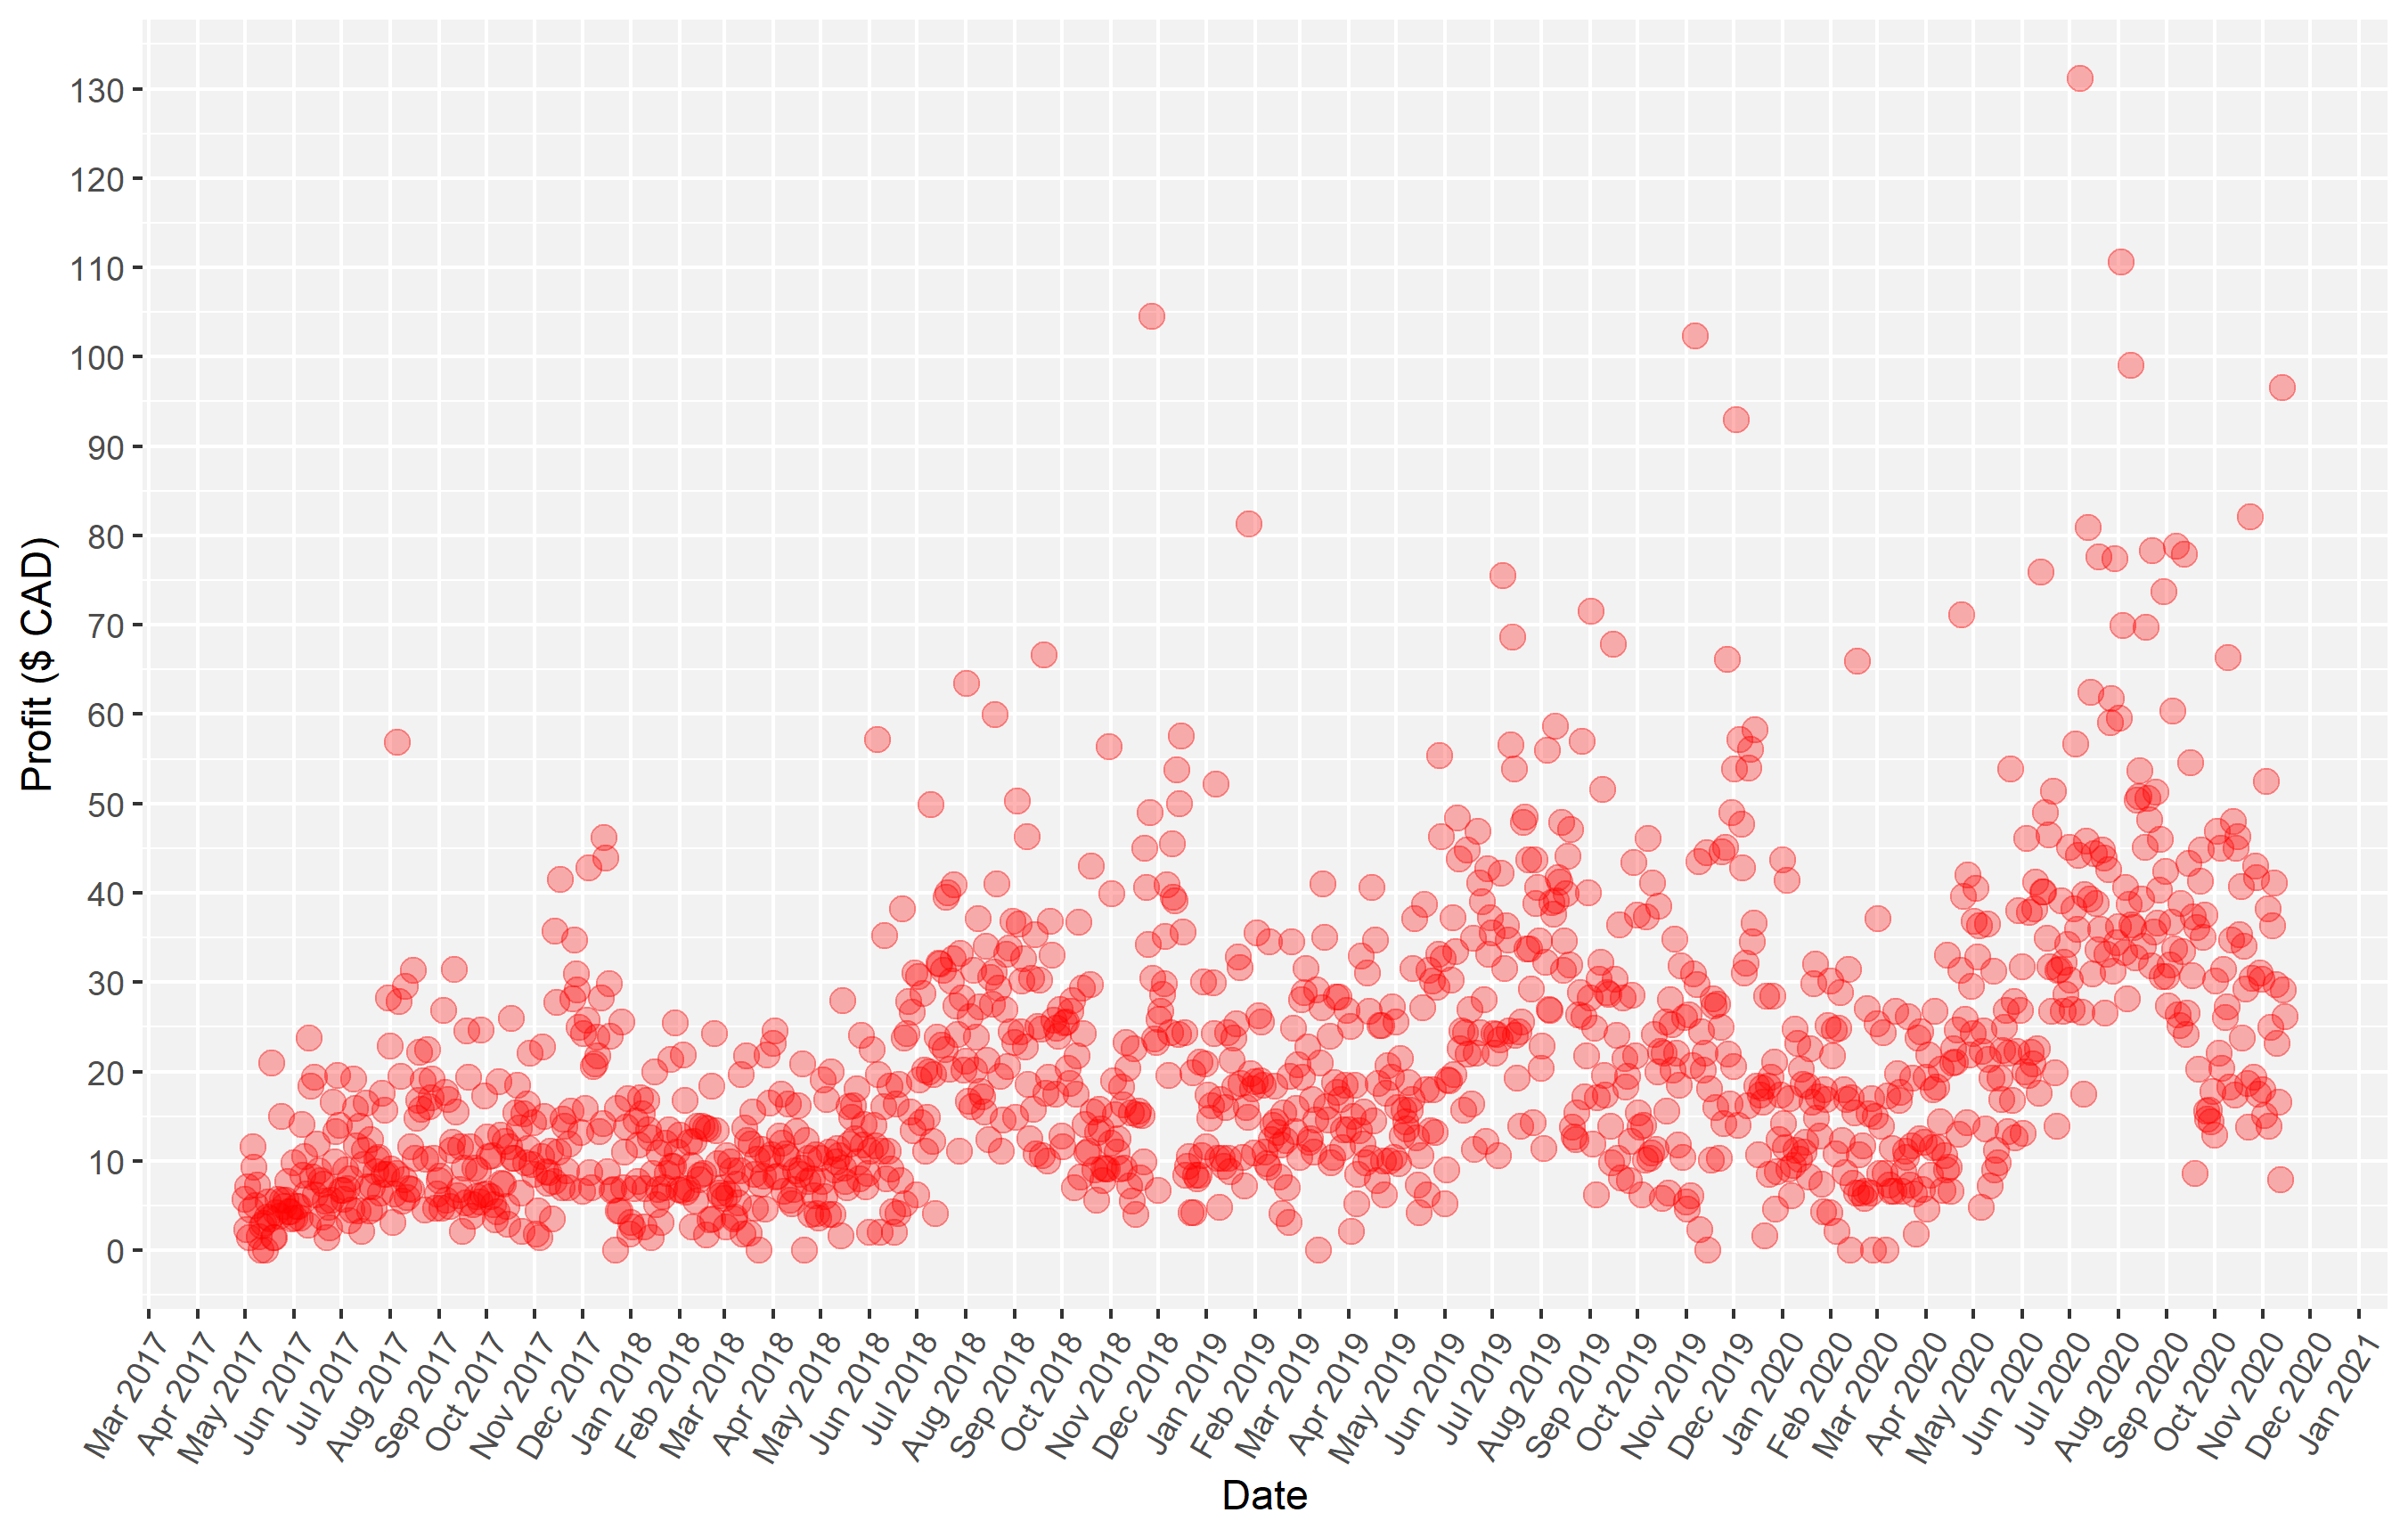 Profit ($ CAD)
130
120
110
100
90
80
70
60
50
40
30
20
10
0
Mar 2017
Apr 2017
May 2017
Jun 2017
Jul 2017
Aug 2017
Sep 2017
Oct 2017
Nov 2017
Dec 2017
Jan 2018
Feb 2018
Mar 2018
Apr 2018
May 2018
Jun 2018
Jul 2018
Aug 2018
Sep 2018
Oct 2018
Nov 2018
Dec 2018
Jan 2019
Feb 2019
Mar 2019
Apr 2019
May 2019
Jun 2019
Jul 2019
Aug 2019
Sep 2019
Oct 2019
Nov 2019
Dec 2019
Jan 2020
Feb 2020
Mar 2020
Apr 2020
May 2020
Jun 2020
Jul 2020
Aug 2020
Sep 2020
Oct 2020
Nov 2020
Dec 2020
Jan 2021
Date